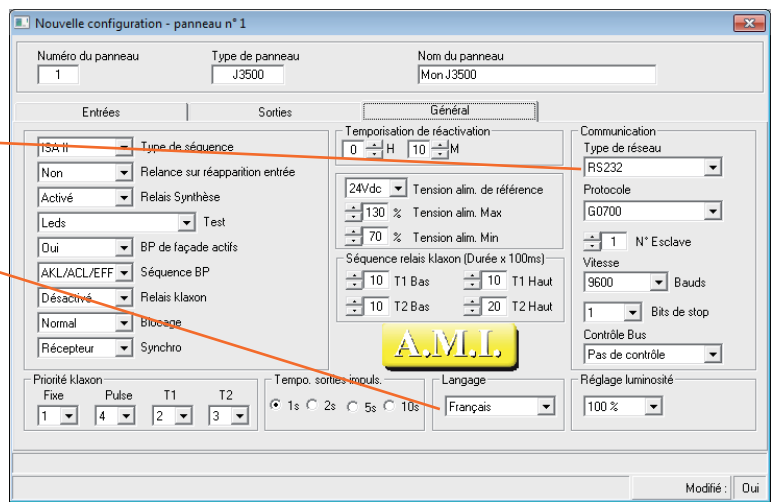 Nouvelle configuration - panneau n° 1
Numéro du panneau
Type de panneau
Nom du panneau
1
J3500
Mon J3500
Entrées
Sorties
Général
ISA II
Type de séquence
Non
Relance sur réapparition entrée
Activé
Relais Synthèse
Leds
Test
Oui
BP de façade actifs
AKL/ACL/EFF
Séquence BP
Désactivé
Relais klaxon
Normal
Blocage
Récepteur
Synchro
Temporisation de réactivation
0 H 10 M
24Vdc
Tension alim. de référence
130 % Tension alim. Max
70 % Tension alim. Min
Séquence relais klaxon (Durée x 100ms)
10 T1 Bas
10 T1 Haut
10 T2 Bas
20 T2 Haut
A.M.I.
Communication
Type de réseau
RS232
Protocole
G0700
1 N° Esclave
Vitesse
9600
Bauds
1
Bits de stop
Contrôle Bus
Pas de contrôle
Priorité klaxon
Fixe Pulse T1 T2
1 4 2 3
Tempo. sorties impuls.
1s 2s 5s 10s
Langage
Français
Réglage luminosité
100 %
Modifié : Oui